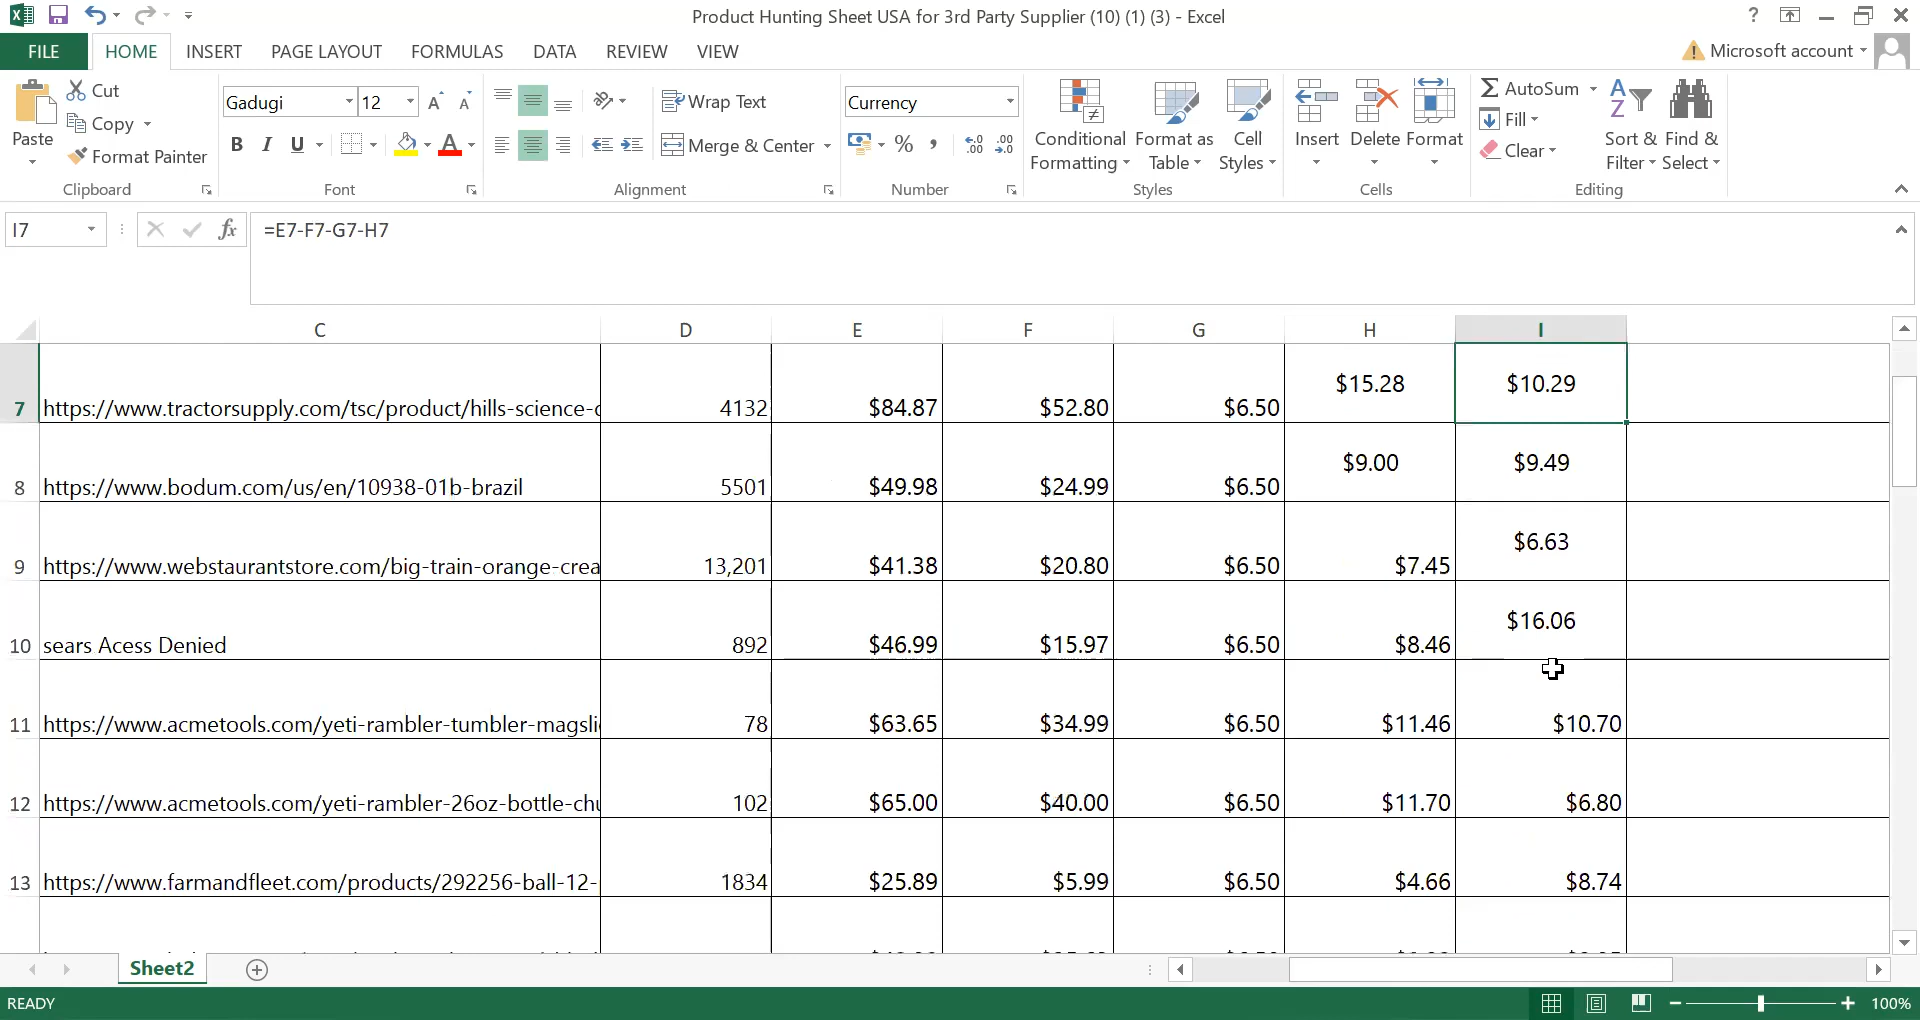 Product Hunting Sheet USA for 3rd Party Supplier (10) (1) (3) - Excel
FILE HOME INSERT PAGE LAYOUT FORMULAS DATA REVIEW VIEW
Microsoft account
Paste
Cut
Copy
Format Painter
Clipboard
Gadugi 12
B I U
Font
Wrap Text
Merge & Center
Alignment
Currency
Number
Conditional Formatting
Format as Table
Cell Styles
Styles
Insert Delete Format
Cells
AutoSum
Fill
Clear
Sort & Filter
Find & Select
Editing
I7 fx =E7-F7-G7-H7
C D E F G H I
7 https://www.tractorsupply.com/tsc/product/hills-science- 4132 $84.87 $52.80 $6.50 $15.28 $10.29
8 https://www.bodum.com/us/en/10938-01b-brazil 5501 $49.98 $24.99 $6.50 $9.00 $9.49
9 https://www.webstaurantstore.com/big-train-orange-crea 13,201 $41.38 $20.80 $6.50 $7.45 $6.63
10 sears Acess Denied 892 $46.99 $15.97 $6.50 $8.46 $16.06
11 https://www.acmetools.com/yeti-rambler-tumbler-magsli 78 $63.65 $34.99 $6.50 $11.46 $10.70
12 https://www.acmetools.com/yeti-rambler-26oz-bottle-chu 102 $65.00 $40.00 $6.50 $11.70 $6.80
13 https://www.farmandfleet.com/products/292256-ball-12- 1834 $25.89 $5.99 $6.50 $4.66 $8.74
Sheet2
READY
100%